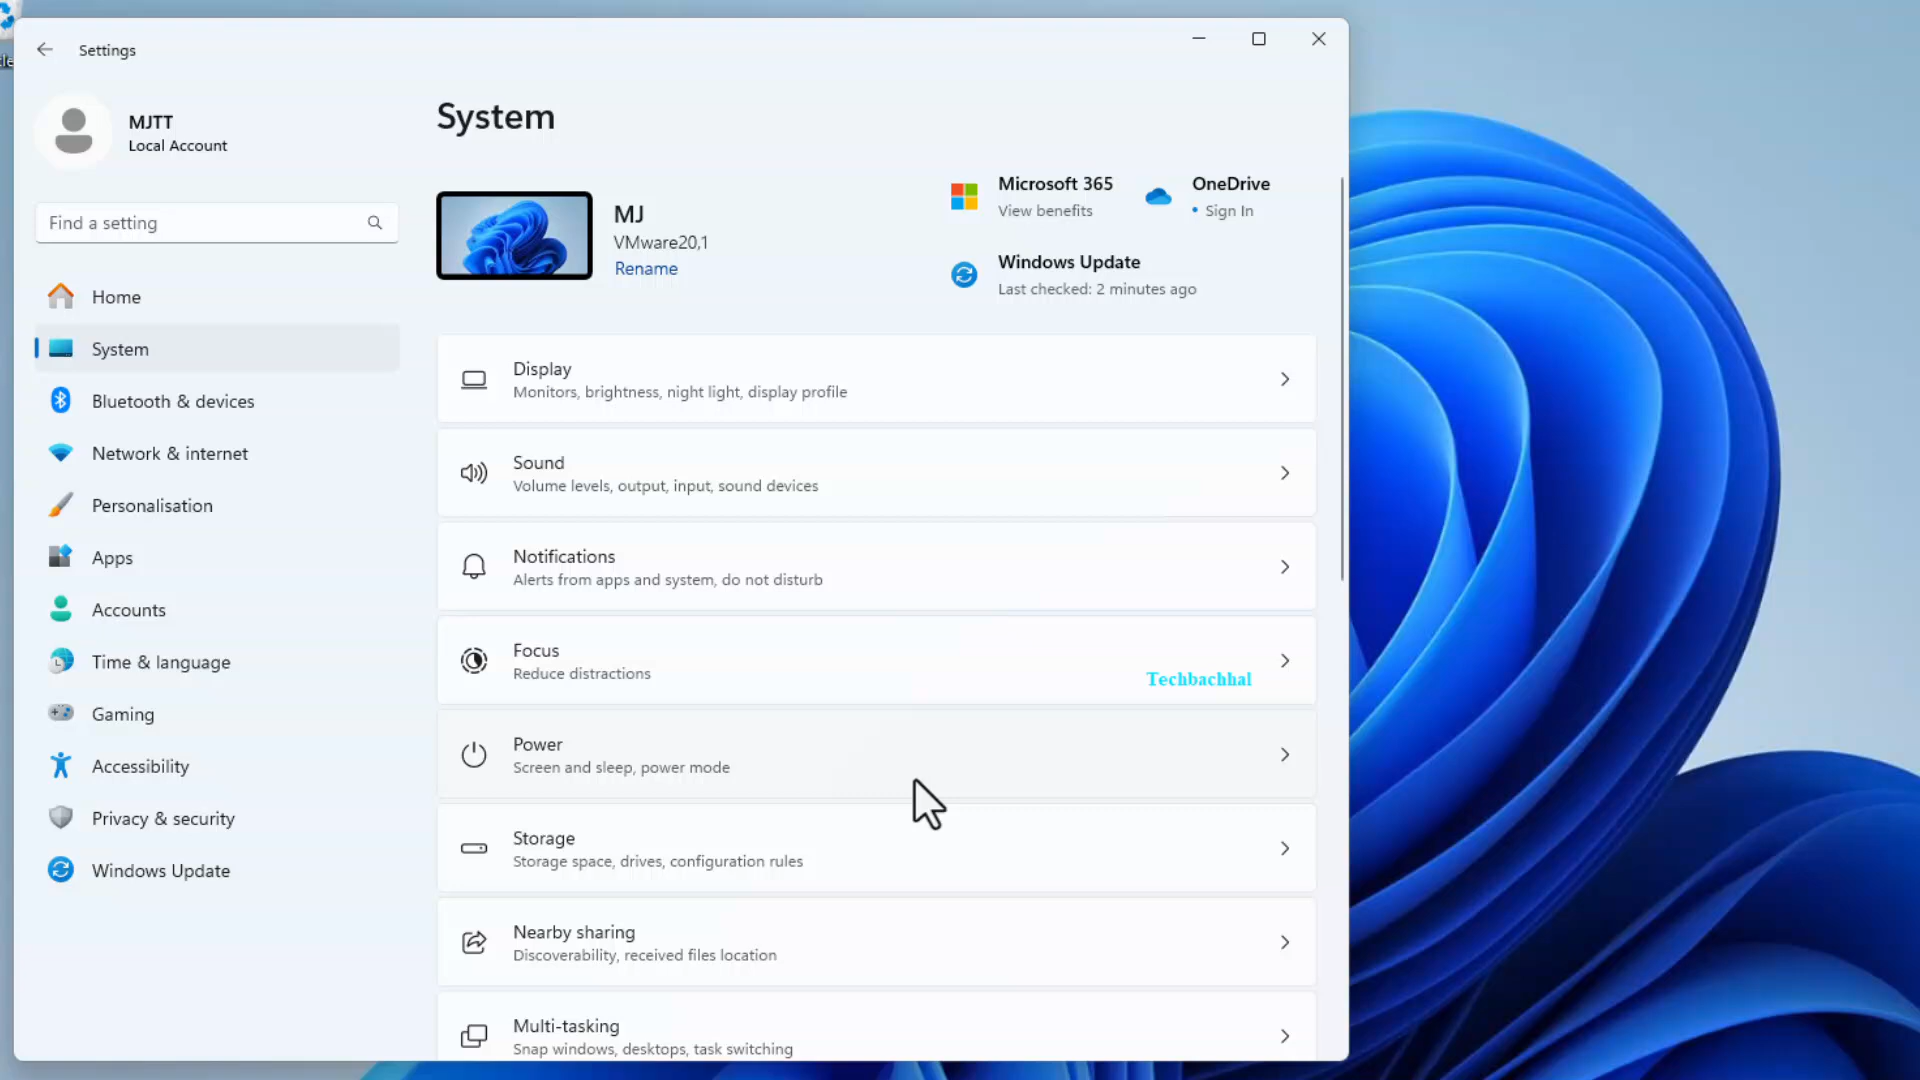 Settings
MJTT
Local Account
Find a setting
Home
System
Bluetooth & devices
Network & internet
Personalisation
Apps
Accounts
Time & language
Gaming
Accessibility
Privacy & security
Windows Update
System
MJ
VMware20,1
Rename
Microsoft 365
View benefits
OneDrive
• Sign In
Windows Update
Last checked: 2 minutes ago
Display
Monitors, brightness, night light, display profile
Sound
Volume levels, output, input, sound devices
Notifications
Alerts from apps and system, do not disturb
Focus
Reduce distractions
Techbachhal
Power
Screen and sleep, power mode
Storage
Storage space, drives, configuration rules
Nearby sharing
Discoverability, received files location
Multi-tasking
Snap windows, desktops, task switching